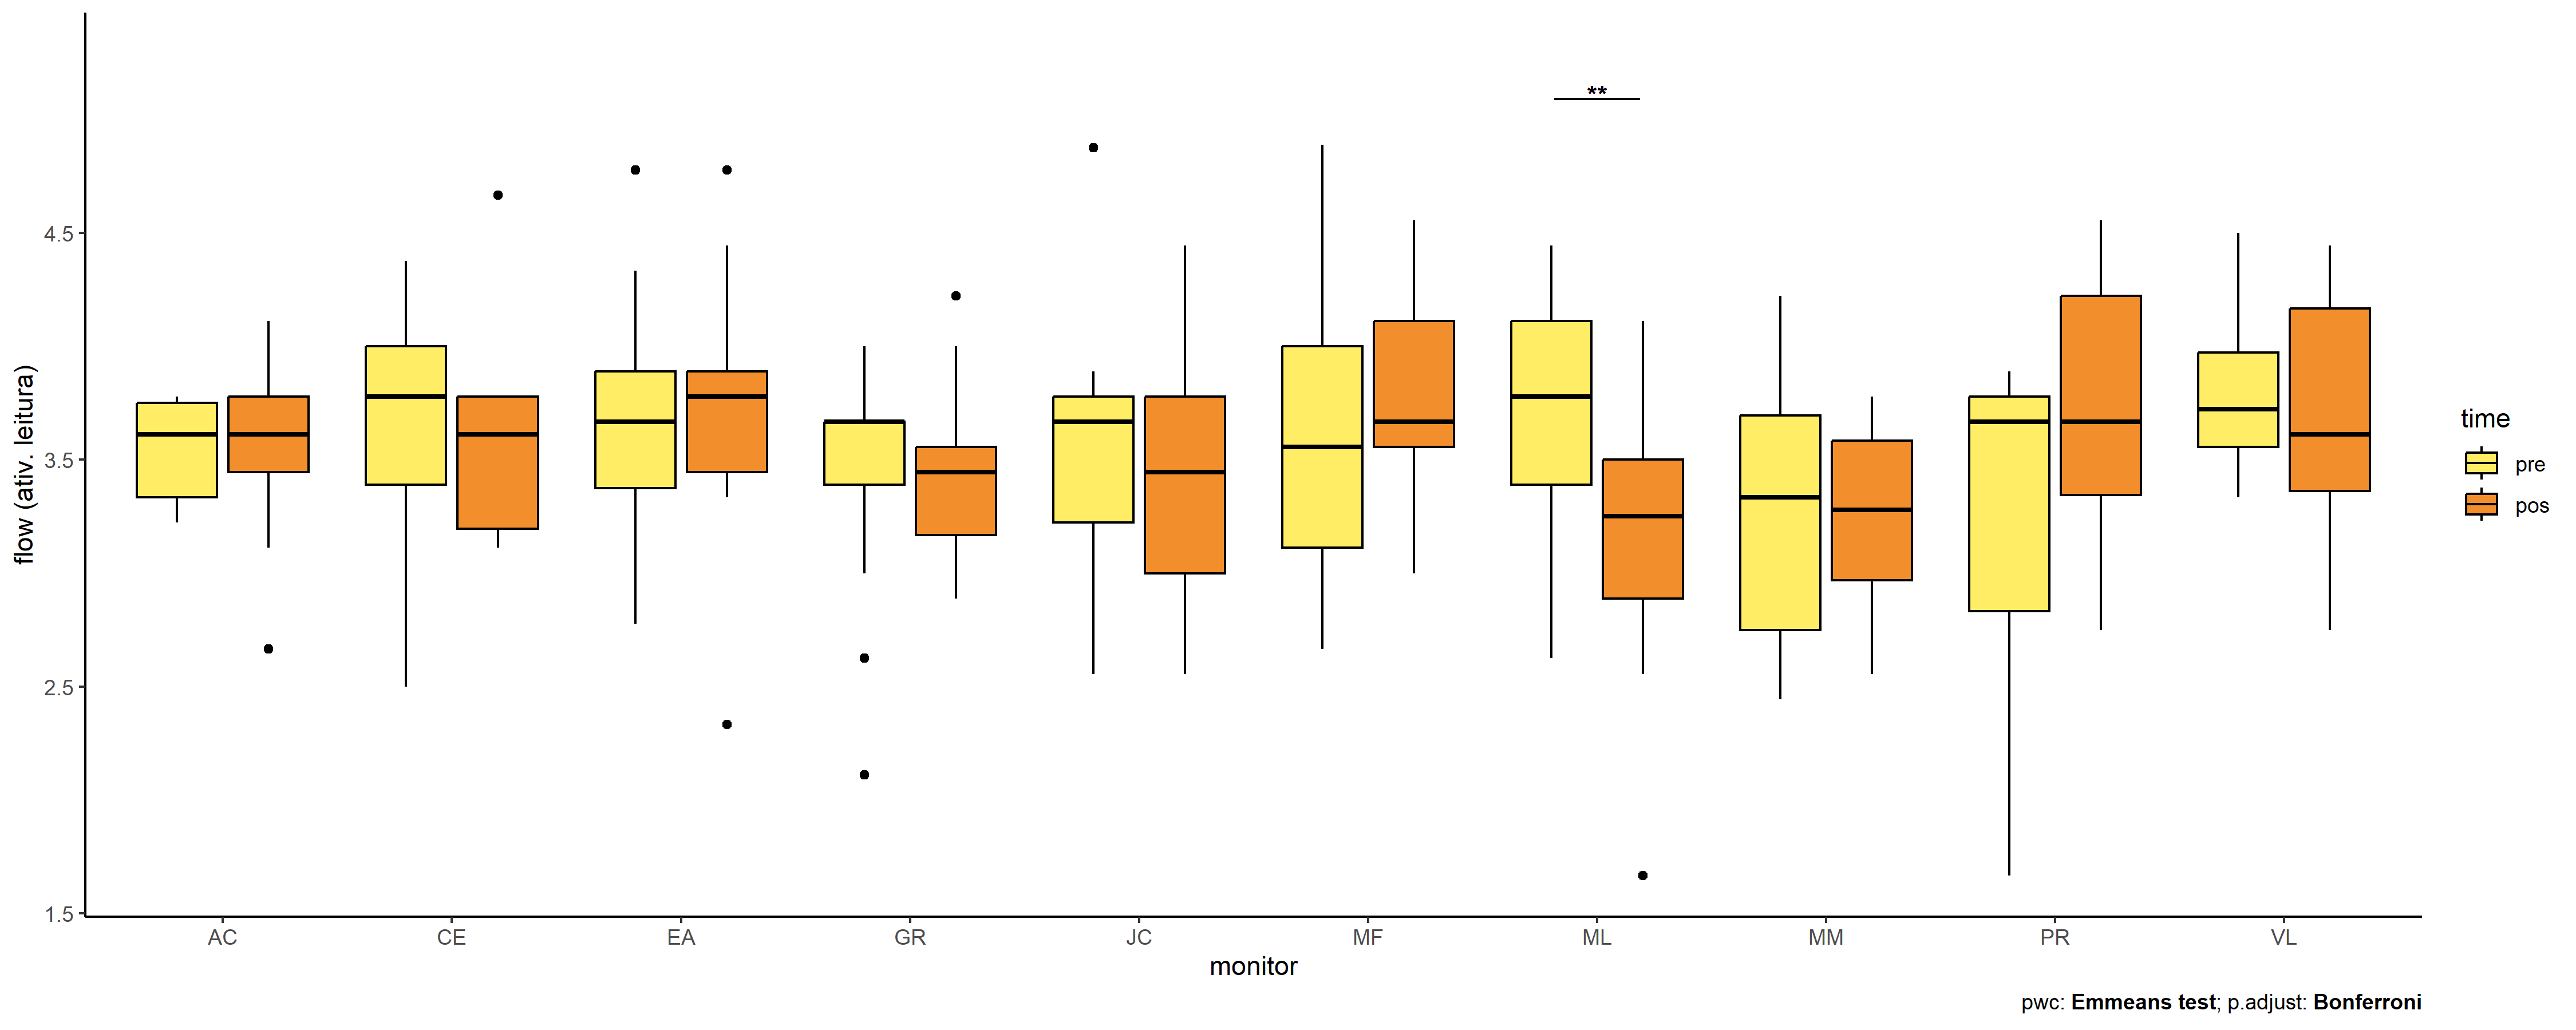 **
flow (ativ. leitura)
4.5
3.5
2.5
1.5
AC CE EA GR JC MF ML MM PR VL
monitor
time
pre
pos
pwc: Emmeans test; p.adjust: Bonferroni